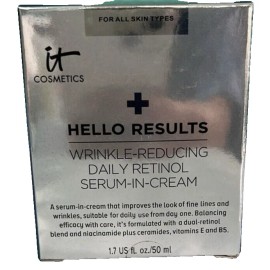 FOR ALL SKIN TYPES
it
COSMETICS
+
HELLO RESULTS
WRINKLE-REDUCING
DAILY RETINOL
SERUM-IN-CREAM
A serum-in-cream that improves the look of fine lines and
wrinkles, suitable for daily use from day one. Balancing
efficacy with care, it's formulated with a dual-retinol
blend and niacinamide plus ceramides, vitamins E and B5.
1.7 US fl. oz./50 ml